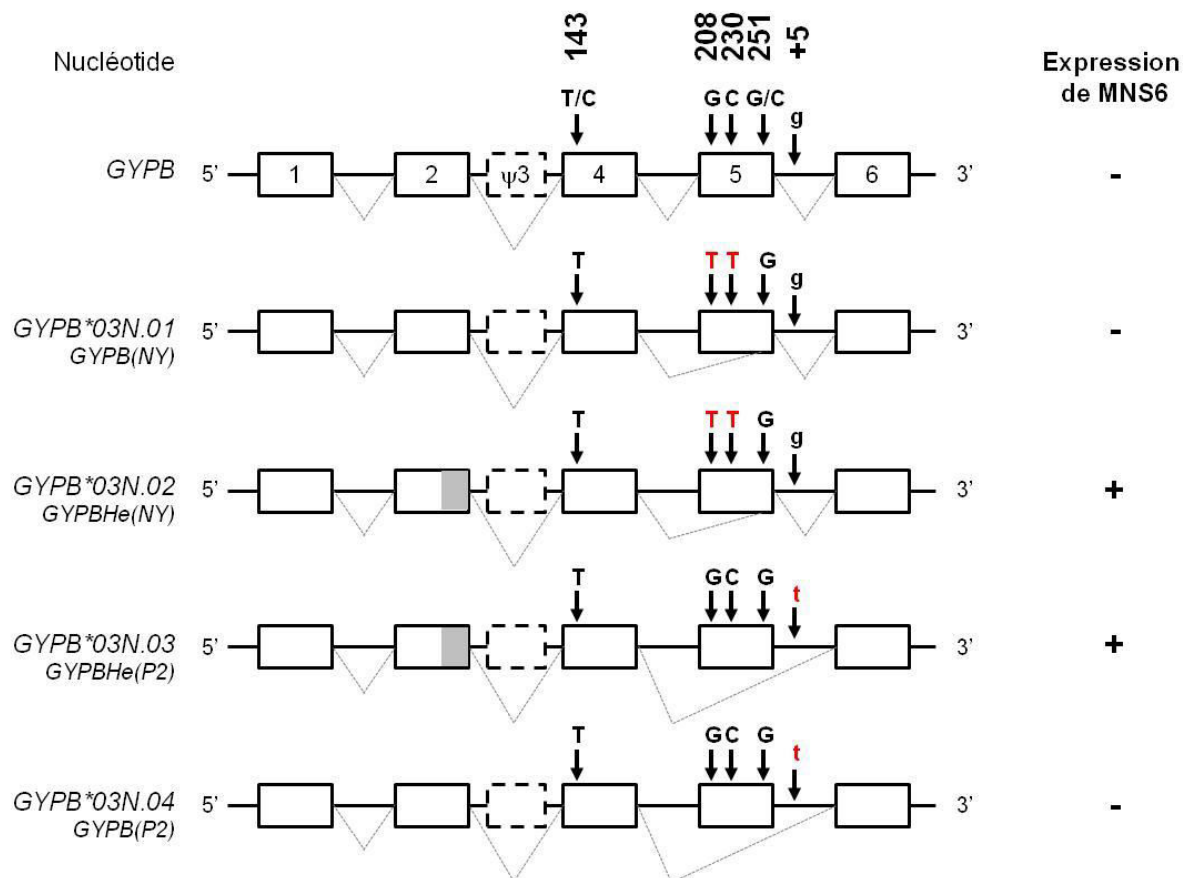 143 208 230 251 +5
Nucléotide
Expression
de MNS6
T/C G C G/C g
GYPB 5' 1 2 ψ3 4 5 6 3' -
T T T G g
GYPB*03N.01 5' 3' -
GYPB(NY)
T T T G g
GYPB*03N.02 5' 3' +
GYPBHe(NY)
T G C G t
GYPB*03N.03 5' 3' +
GYPBHe(P2)
T G C G t
GYPB*03N.04 5' 3' -
GYPB(P2)